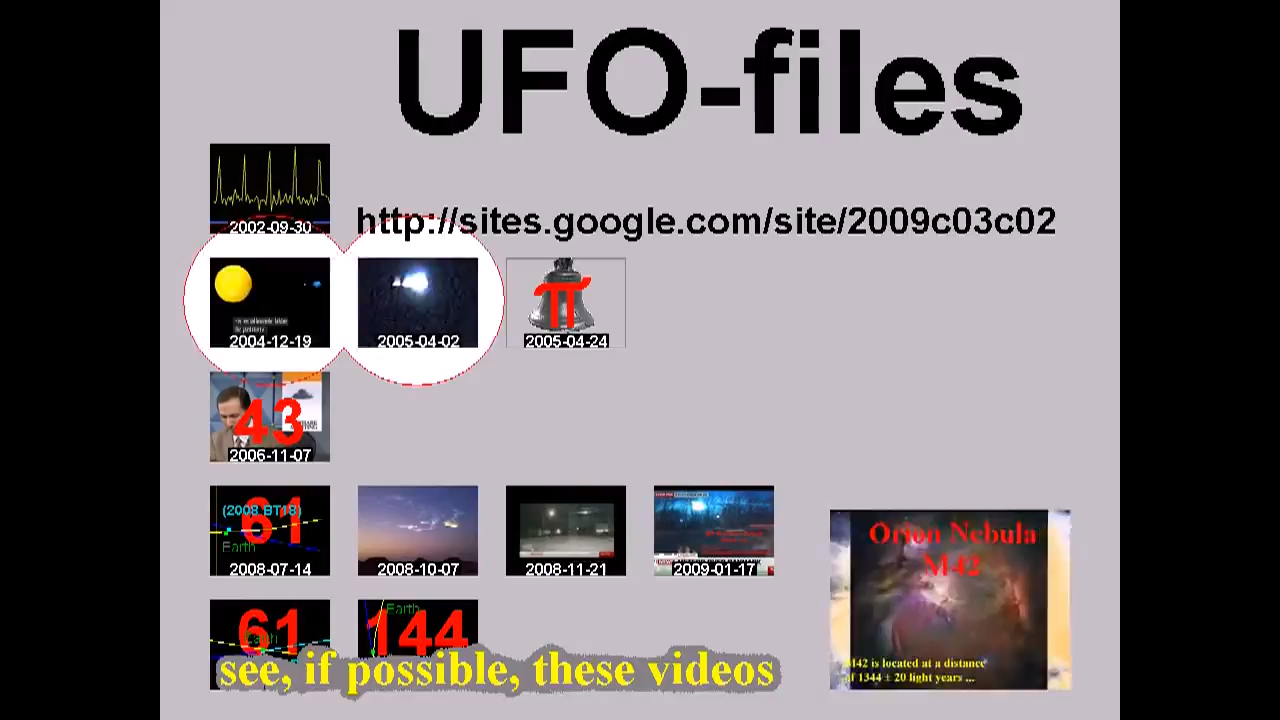 UFO-files
2002-09-30
http://sites.google.com/site/2009c03c02
2004-12-19
2005-04-02
π
2005-04-24
43
2006-11-07
61
(2008 BT18)
Earth
2008-07-14
2008-10-07
2008-11-21
2009-01-17
Orion Nebula
M42
M42 is located at a distance
of 1344 ± 20 light years ...
61
Earth
Earth
144
see, if possible, these videos